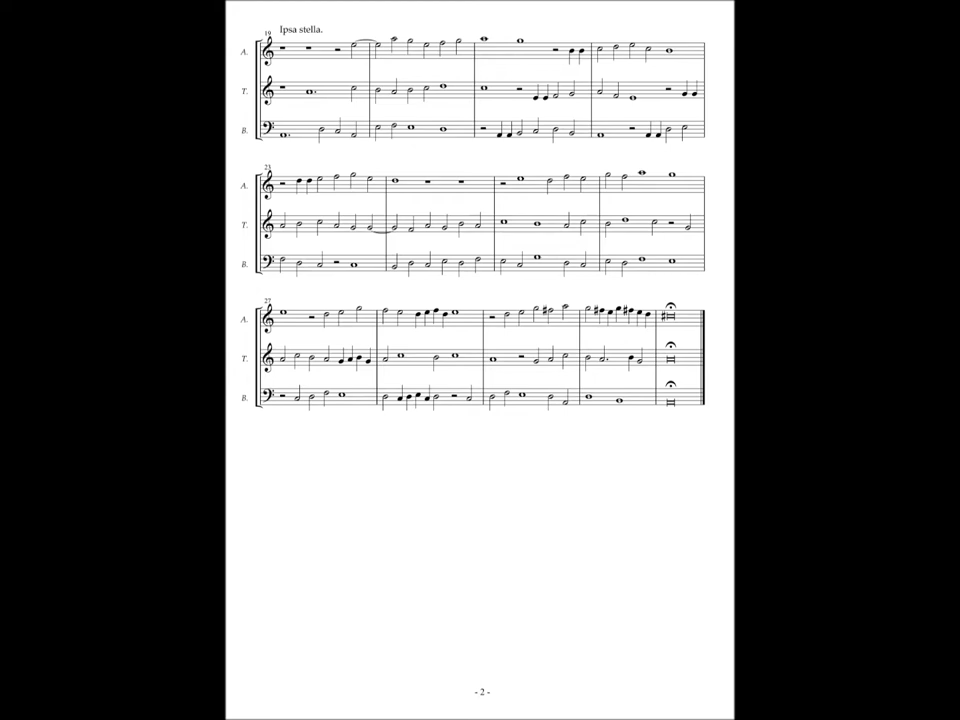 Ipsa stella.
19
A.
T.
B.
23
A.
T.
B.
27
A.
T.
B.
- 2 -